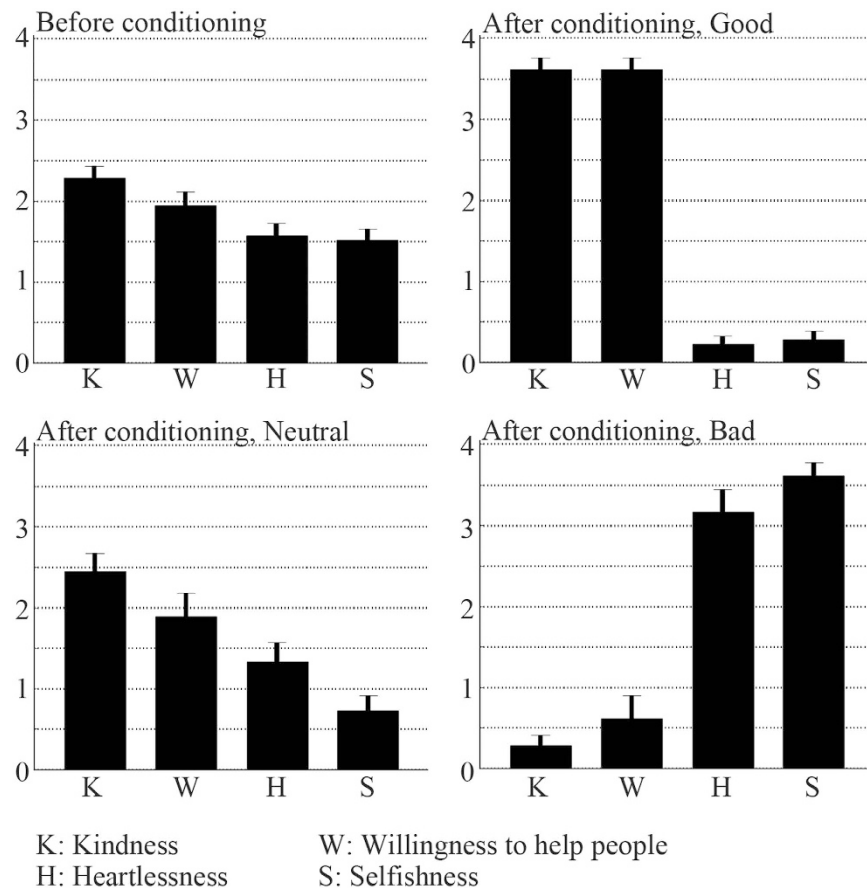 Before conditioning
4
3
2
1
0
K W H S
After conditioning, Good
4
3
2
1
0
K W H S
After conditioning, Neutral
4
3
2
1
0
K W H S
After conditioning, Bad
4
3
2
1
0
K W H S
K: Kindness W: Willingness to help people
H: Heartlessness S: Selfishness